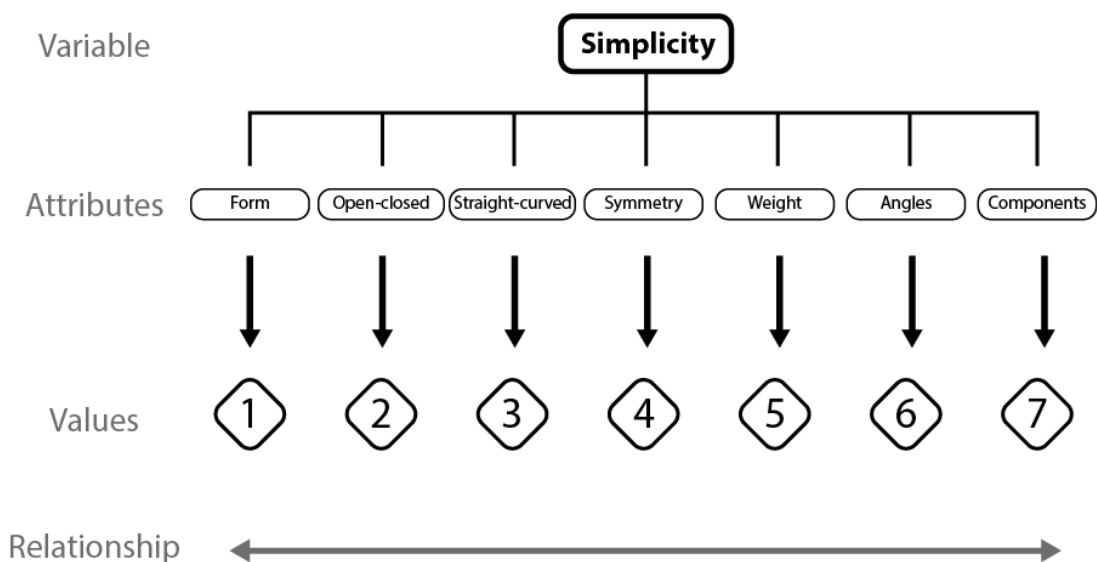 Variable
Simplicity
Attributes
Form
Open-closed
Straight-curved
Symmetry
Weight
Angles
Components
Values
1
2
3
4
5
6
7
Relationship